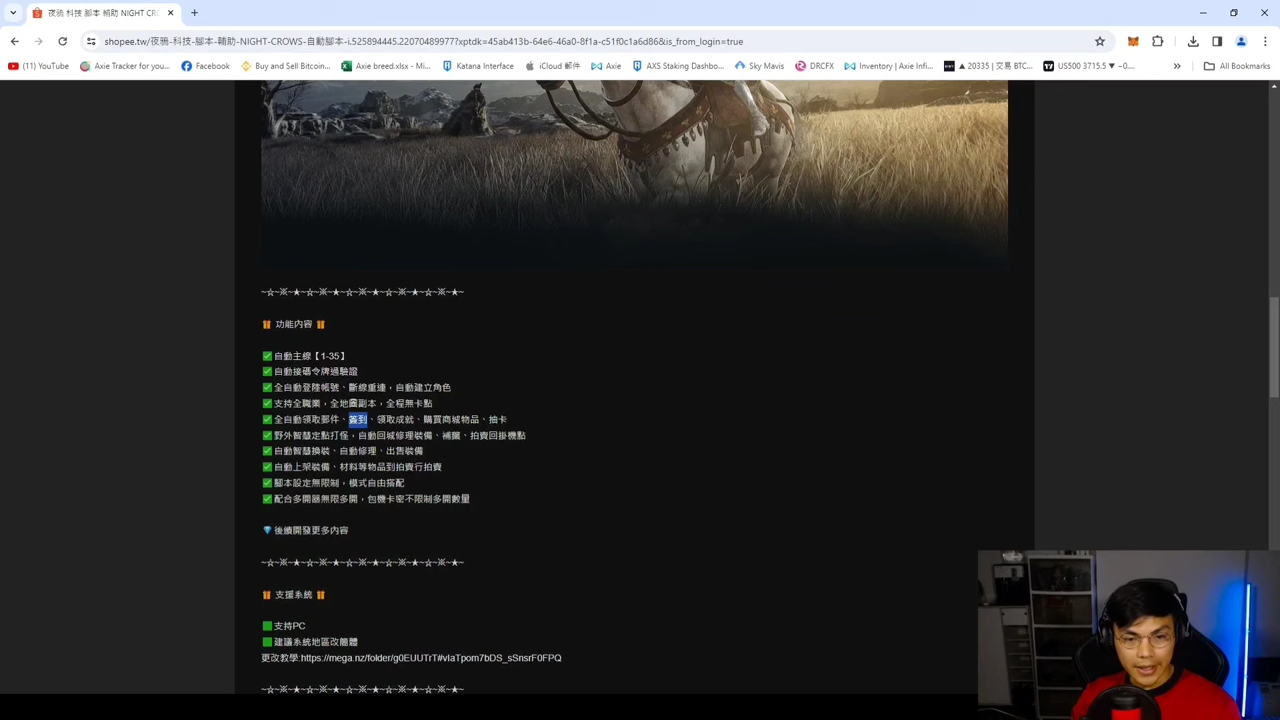 夜鴉 科技 腳本 輔助 NIGHT CRO
shopee.tw/夜鴉-科技-腳本-輔助-NIGHT-CROWS-自動腳本-i.525894445.22070489977?xptdk=45ab413b-64e6-46a0-8f1a-c51f0c1a6d86&is_from_login=true
(11) YouTube
Axie Tracker for you...
Facebook
Buy and Sell Bitcoin...
Axie breed.xlsx - Mi...
Katana Interface
iCloud 郵件
Axie
AXS Staking Dashbo...
Sky Mavis
DRCFX
Inventory | Axie Infi...
▲ 20335 | 交易 BTC...
US500 3715.5 ▼ −0....
»
All Bookmarks
~☆~※~★~☆~※~★~☆~※~★~☆~※~★~☆~※~★~
🎁 功能內容 🎁
✅自動主線【1-35】
✅自動接碼令牌過驗證
✅全自動登陸帳號、斷線重連，自動建立角色
✅支持全職業，全地圖副本，全程無卡點
✅全自動領取郵件、簽到、領取成就、購買商城物品、抽卡
✅野外智慧定點打怪，自動回城修理裝備、補藥、拍賣回掛機點
✅自動智慧換裝、自動修理、出售裝備
✅自動上架裝備、材料等物品到拍賣行拍賣
✅腳本設定無限制，模式自由搭配
✅配合多開器無限多開，包機卡密不限制多開數量
💎後續開發更多內容
~☆~※~★~☆~※~★~☆~※~★~☆~※~★~☆~※~★~
🎁 支援系統 🎁
🟩支持PC
🟩建議系統地區改簡體
更改教學:https://mega.nz/folder/g0EUUTrT#vIaTpom7bDS_sSnsrF0FPQ
~☆~※~★~☆~※~★~☆~※~★~☆~※~★~☆~※~★~